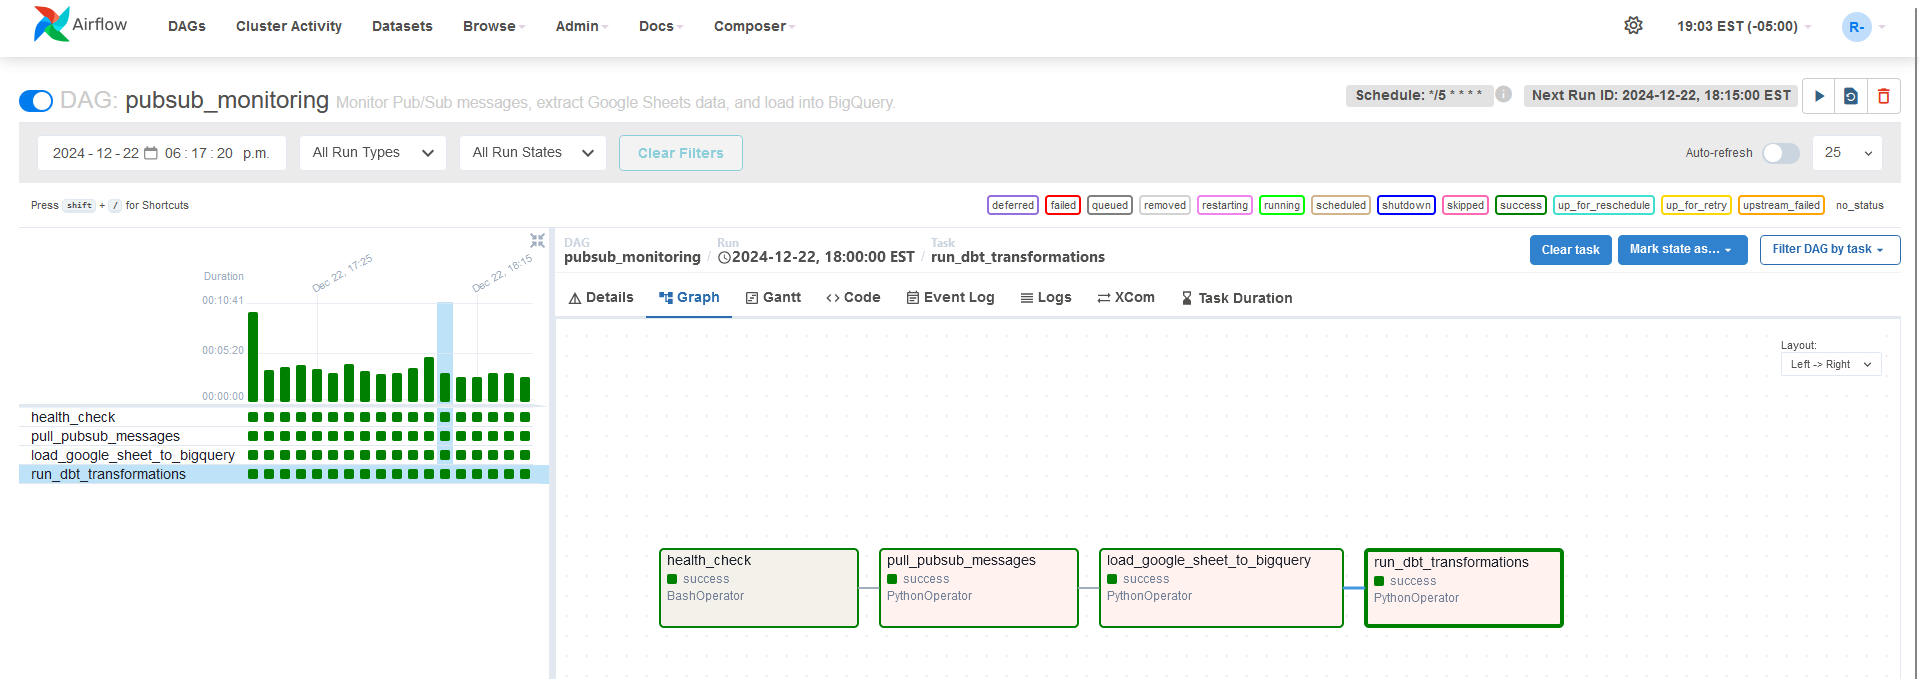 Airflow DAGs Cluster Activity Datasets Browse Admin Docs Composer 19:03 EST (-05:00) R-
DAG: pubsub_monitoring Monitor Pub/Sub messages, extract Google Sheets data, and load into BigQuery. Schedule: */5 * * * * i Next Run ID: 2024-12-22, 18:15:00 EST
2024-12-22 06:17:20 p.m. All Run Types All Run States Clear Filters Auto-refresh 25
Press shift + / for Shortcuts deferred failed queued removed restarting running scheduled shutdown skipped success up_for_reschedule up_for_retry upstream_failed no_status
Duration
Dec 22, 17:25
Dec 22, 18:15
00:10:41
00:05:20
00:00:00
health_check
pull_pubsub_messages
load_google_sheet_to_bigquery
run_dbt_transformations
DAG Run Task
pubsub_monitoring / 2024-12-22, 18:00:00 EST / run_dbt_transformations Clear task Mark state as... Filter DAG by task
Details Graph Gantt Code Event Log Logs XCom Task Duration
Layout:
Left -> Right
health_check
success
BashOperator
pull_pubsub_messages
success
PythonOperator
load_google_sheet_to_bigquery
success
PythonOperator
run_dbt_transformations
success
PythonOperator